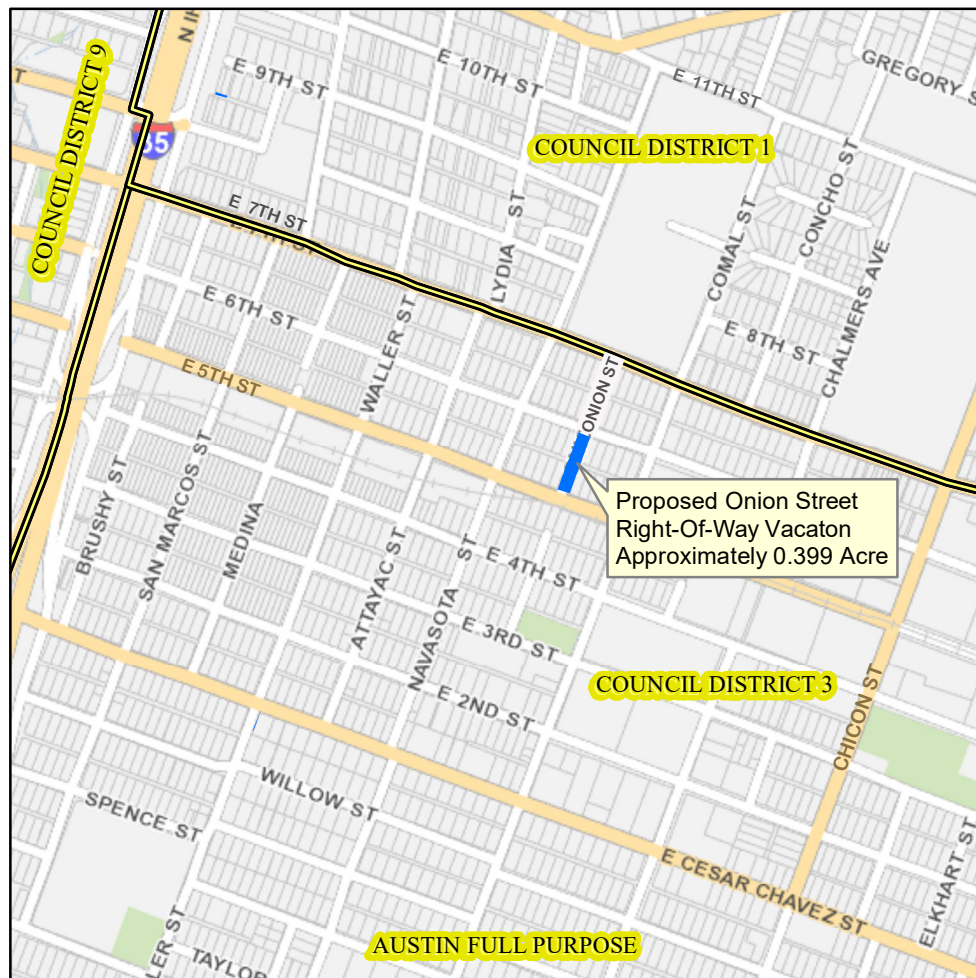 COUNCIL DISTRICT 9
N IH
E 9TH ST
E 10TH ST
E 11TH ST
GREGORY S
T
35
COUNCIL DISTRICT 1
CONCHO ST
E 7TH ST
LYDIA ST
COMAL ST
CHALMERS AVE
E 6TH ST
WALLER ST
E 8TH ST
E 5TH ST
ONION ST
Proposed Onion Street
Right-Of-Way Vacaton
Approximately 0.399 Acre
BRUSHY ST
SAN MARCOS ST
MEDINA
ATTAYAC ST
NAVASOTA ST
E 4TH ST
E 3RD ST
E 2ND ST
COUNCIL DISTRICT 3
CHICON ST
WILLOW ST
SPENCE ST
E CESAR CHAVEZ ST
ELKHART ST
LER ST
TAYLOR
AUSTIN FULL PURPOSE